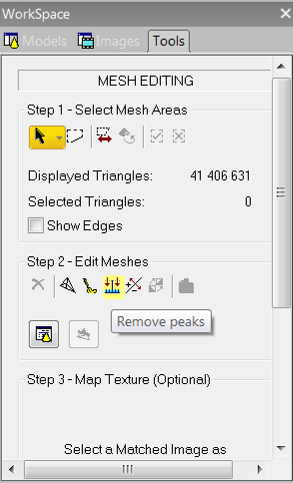 WorkSpace
Models Images Tools
MESH EDITING
Step 1 - Select Mesh Areas
Displayed Triangles: 41 406 631
Selected Triangles: 0
Show Edges
Step 2 - Edit Meshes
Remove peaks
Step 3 - Map Texture (Optional)
Select a Matched Image as